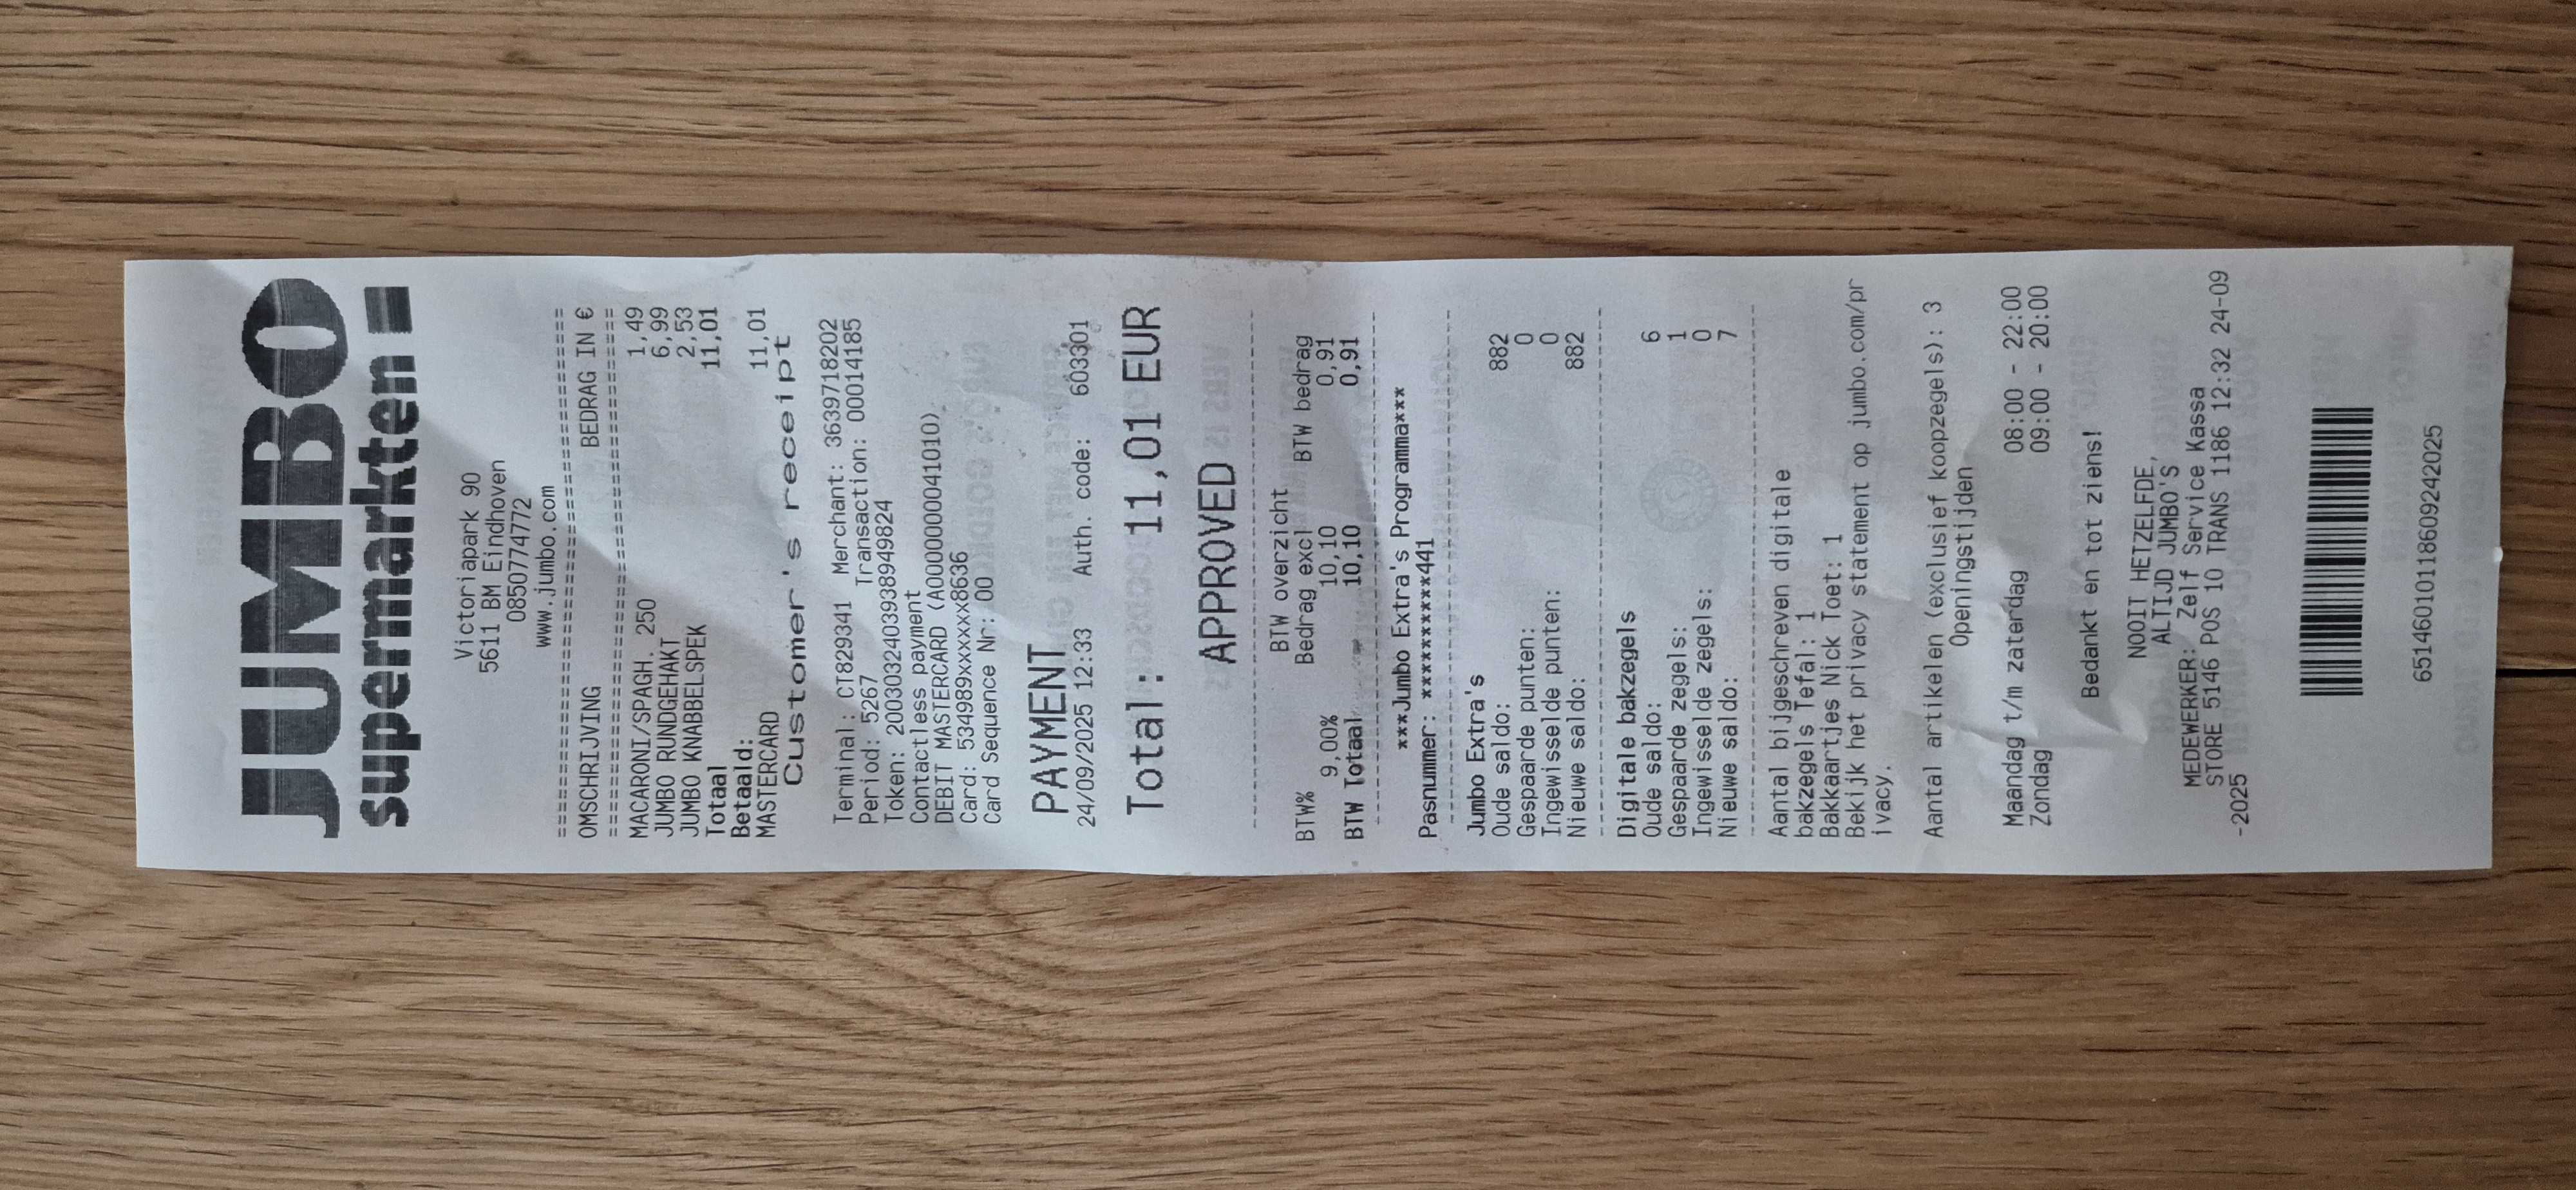 JUMBO
supermarkten
Victoriapark 90
5611 BM Eindhoven
0850774772
www.jumbo.com
===========================================
OMSCHRIJVING BEDRAG IN €
===========================================
MACARONI/SPAGH. 250 1,49
JUMBO RUNDGEHAKT 6,99
JUMBO KNABBELSPEK 2,53
Totaal 11,01
Betaald:
MASTERCARD 11,01
Customer's receipt
Terminal: CT829341 Merchant: 3639718202
Period: 5267 Transaction: 00014185
Token: 2003032403938949824
Contactless payment
DEBIT MASTERCARD (A0000000041010)
Card: 534989xxxxxx8636
Card Sequence Nr: 00
PAYMENT
24/09/2025 12:33 Auth. code: 603301
Total: 11,01 EUR
APPROVED
BTW overzicht
BTW% Bedrag excl BTW bedrag
9,00% 10,10 0,91
BTW Totaal 10,10 0,91
***Jumbo Extra's Programma***
Pasnummer: **********441
Jumbo Extra's
Oude saldo: 882
Gespaarde punten: 0
Ingewisselde punten: 0
Nieuwe saldo: 882
Digitale bakzegels
Oude saldo: 6
Gespaarde zegels: 1
Ingewisselde zegels: 0
Nieuwe saldo: 7
Aantal bijgeschreven digitale
bakzegels Tefal: 1
Bakkaartjes Nick Toet: 1
Bekijk het privacy statement op jumbo.com/pr
ivacy.
Aantal artikelen (exclusief koopzegels): 3
Openingstijden
Maandag t/m zaterdag 08:00 - 22:00
Zondag 09:00 - 20:00
Bedankt en tot ziens!
NOOIT HETZELFDE,
ALTIJD JUMBO'S
MEDEWERKER: Zelf Service Kassa
STORE 5146 POS 10 TRANS 1186 12:32 24-09
-2025
65146010118609242025